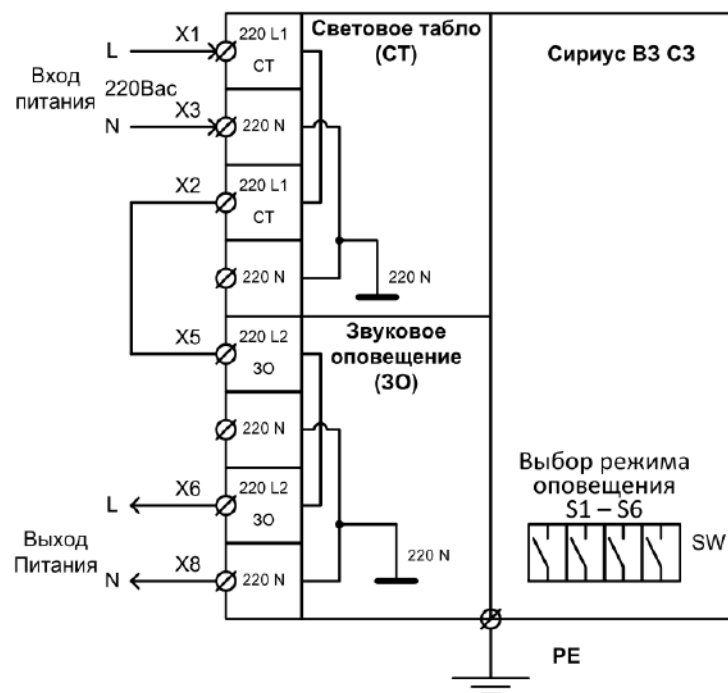 Световое табло
(СТ)
Сириус В3 С3
X1
L
220 L1
СТ
Вход
питания
220Вас
X3
N
220 N
X2
220 L1
СТ
220 N
220 N
X5
220 L2
ЗО
Звуковое
оповещение
(ЗО)
220 N
X6
L
220 L2
ЗО
Выход
Питания
X8
N
220 N
220 N
Выбор режима
оповещения
S1 – S6
SW
PE